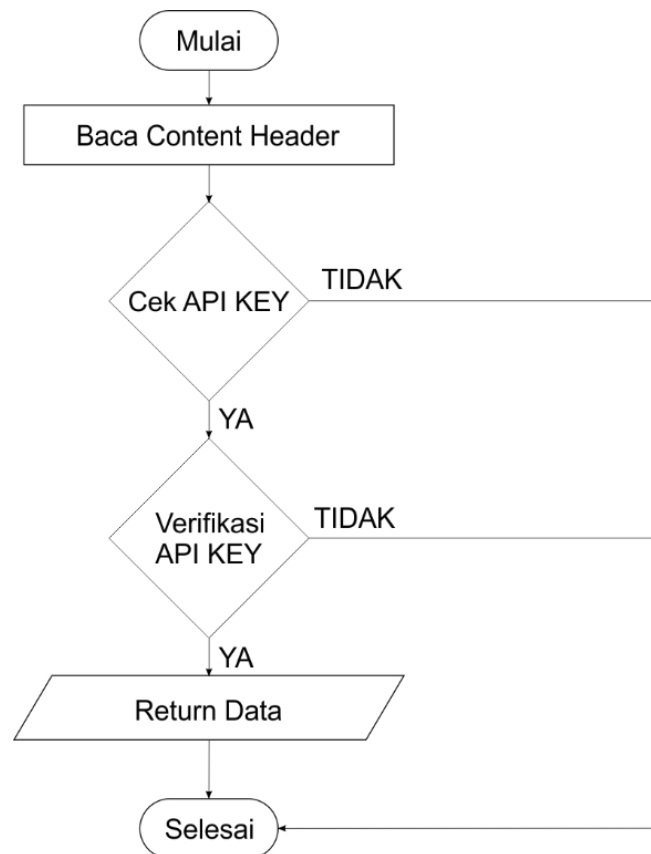 Mulai
Baca Content Header
Cek API KEY
TIDAK
YA
Verifikasi
API KEY
TIDAK
YA
Return Data
Selesai